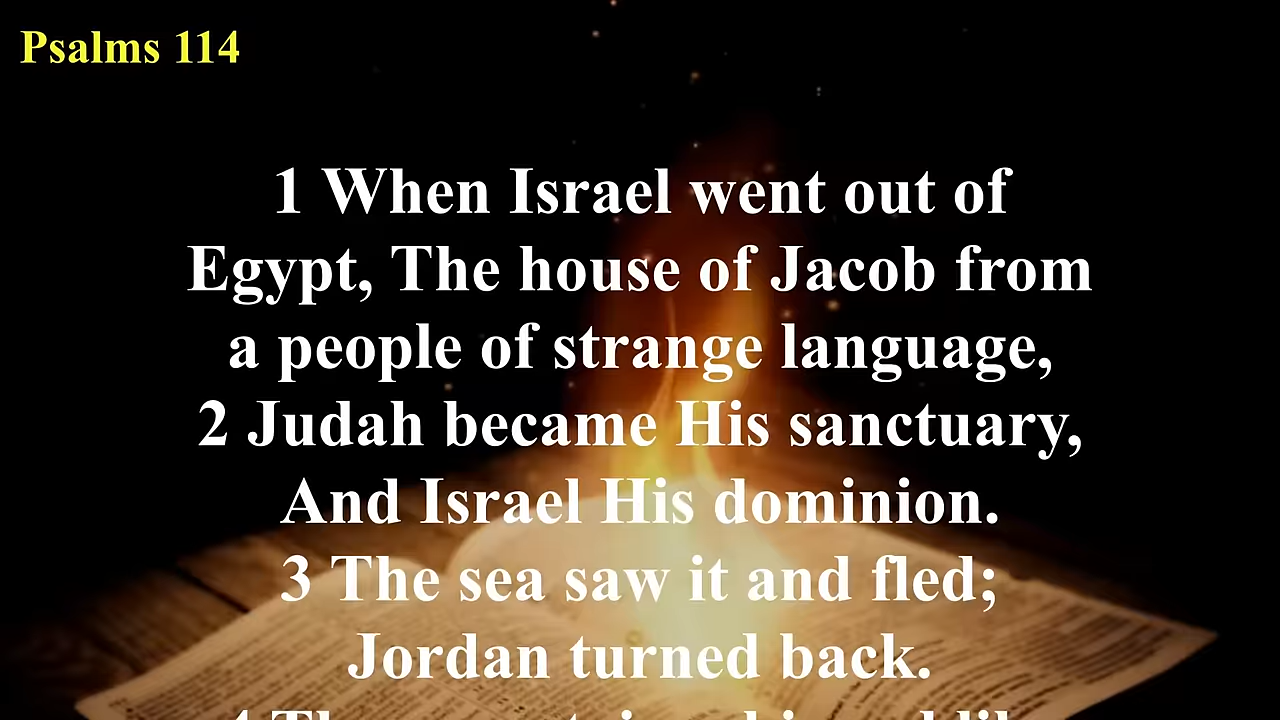 Psalms 114
1 When Israel went out of
Egypt, The house of Jacob from
a people of strange language,
2 Judah became His sanctuary,
And Israel His dominion.
3 The sea saw it and fled;
Jordan turned back.